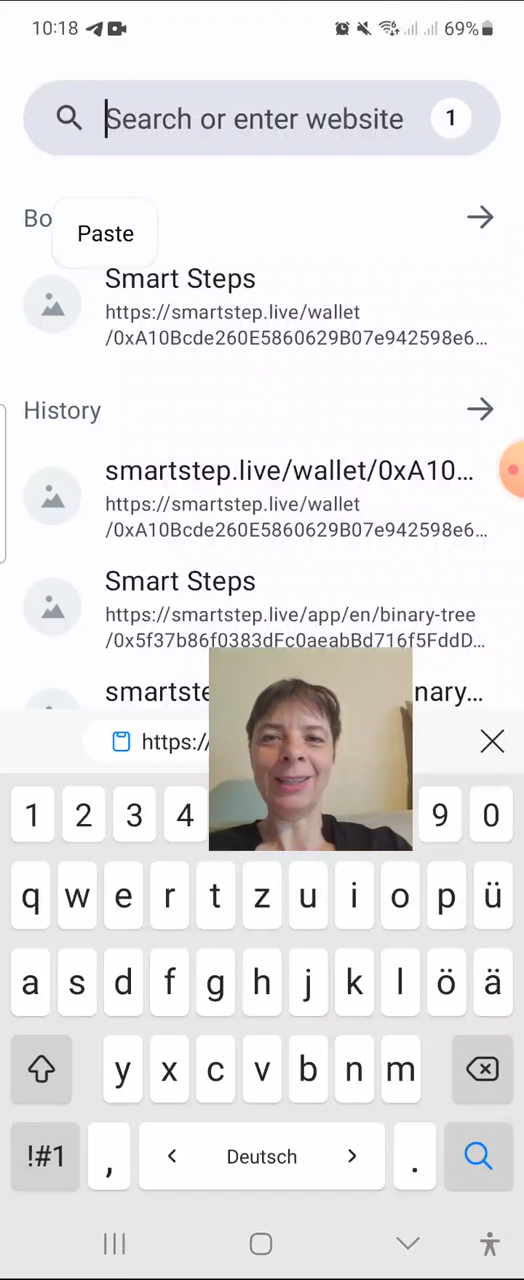 10:18
69%
Search or enter website
1
Bo
Paste
Smart Steps
https://smartstep.live/wallet
/0xA10Bcde260E5860629B07e942598e6...
History
smartstep.live/wallet/0xA10...
https://smartstep.live/wallet
/0xA10Bcde260E5860629B07e942598e6...
Smart Steps
https://smartstep.live/app/en/binary-tree
/0x5f37b86f0383dFc0aeabBd716f5FddD...
smartste nary...
https:/
1 2 3 4 9 0
q w e r t z u i o p ü
a s d f g h j k l ö ä
y x c v b n m
!#1 , < Deutsch > .